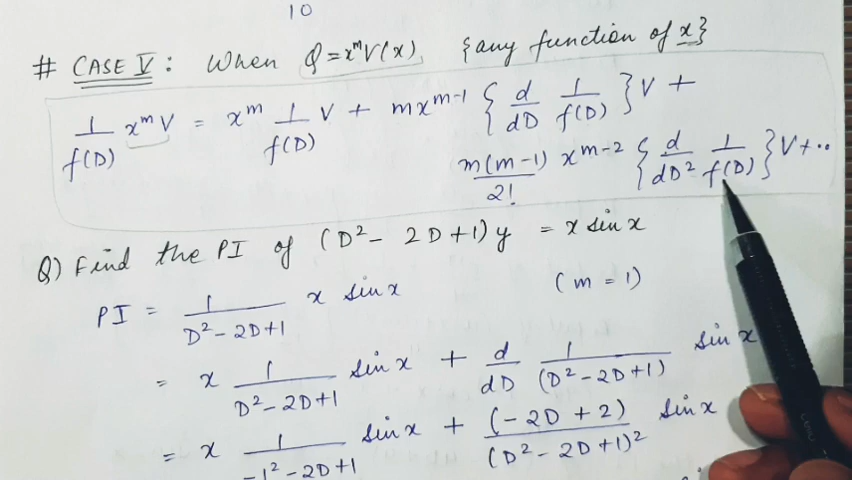 10
# CASE V : When Q = x^m V(x), {any function of x}
1/f(D) x^m V = x^m 1/f(D) V + mx^(m-1) { d/dD 1/f(D) } V +
m(m-1)/2! x^(m-2) { d/dD² 1/f(D) } V + ..
Q) Find the PI of (D² - 2D + 1) y = x sin x
PI = 1/(D² - 2D + 1) x sin x (m = 1)
= x 1/(D² - 2D + 1) sin x + d/dD 1/(D² - 2D + 1) sin x
= x 1/(-1² - 2D + 1) sin x + (-2D + 2)/(D² - 2D + 1)² sin x